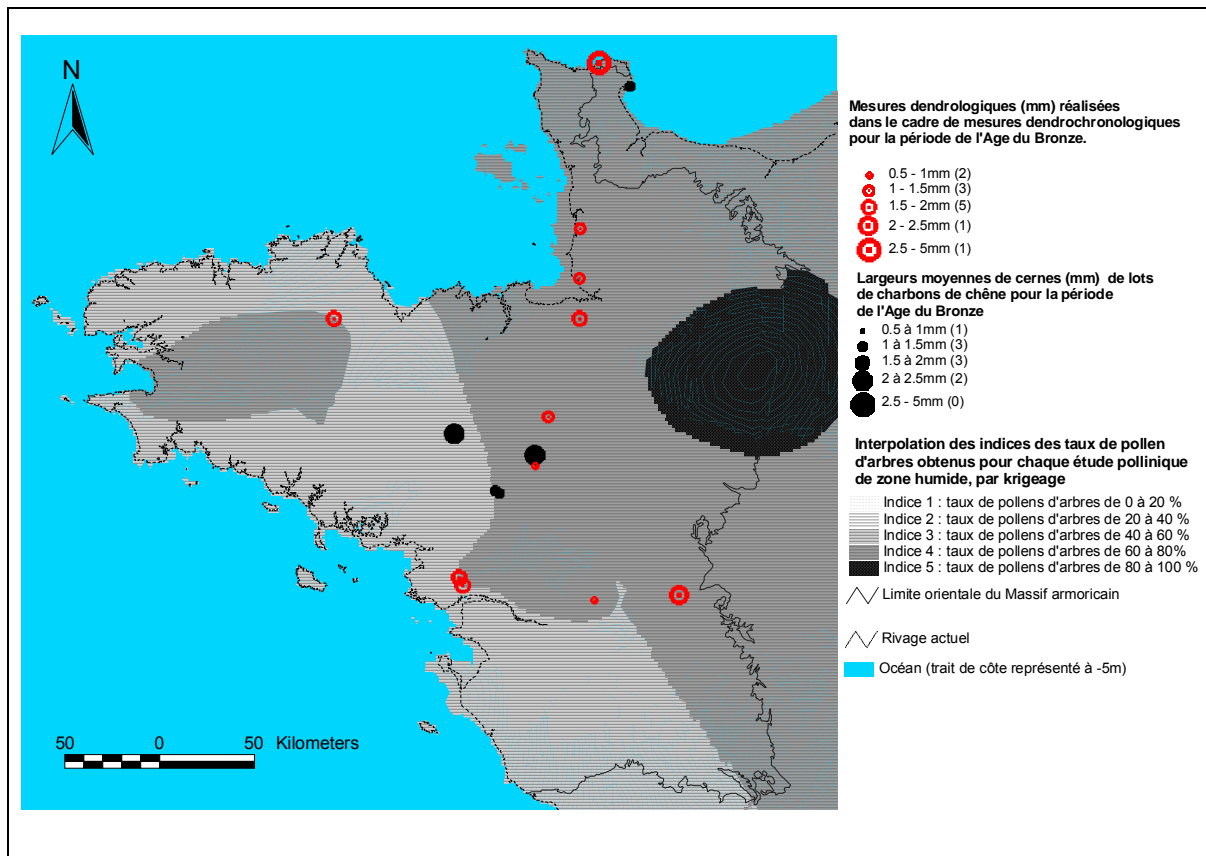 N
50 0 50 Kilometers
Mesures dendrologiques (mm) réalisées
dans le cadre de mesures dendrochronologiques
pour la période de l'Age du Bronze.
0.5 - 1mm (2)
1 - 1.5mm (3)
1.5 - 2mm (5)
2 - 2.5mm (1)
2.5 - 5mm (1)
Largeurs moyennes de cernes (mm) de lots
de charbons de chêne pour la période
de l'Age du Bronze
0.5 à 1mm (1)
1 à 1.5mm (3)
1.5 à 2mm (3)
2 à 2.5mm (2)
2.5 - 5mm (0)
Interpolation des indices des taux de pollen
d'arbres obtenus pour chaque étude pollinique
de zone humide, par krigeage
Indice 1 : taux de pollens d'arbres de 0 à 20 %
Indice 2 : taux de pollens d'arbres de 20 à 40 %
Indice 3 : taux de pollens d'arbres de 40 à 60 %
Indice 4 : taux de pollens d'arbres de 60 à 80%
Indice 5 : taux de pollens d'arbres de 80 à 100 %
Limite orientale du Massif armoricain
Rivage actuel
Océan (trait de côte représenté à -5m)